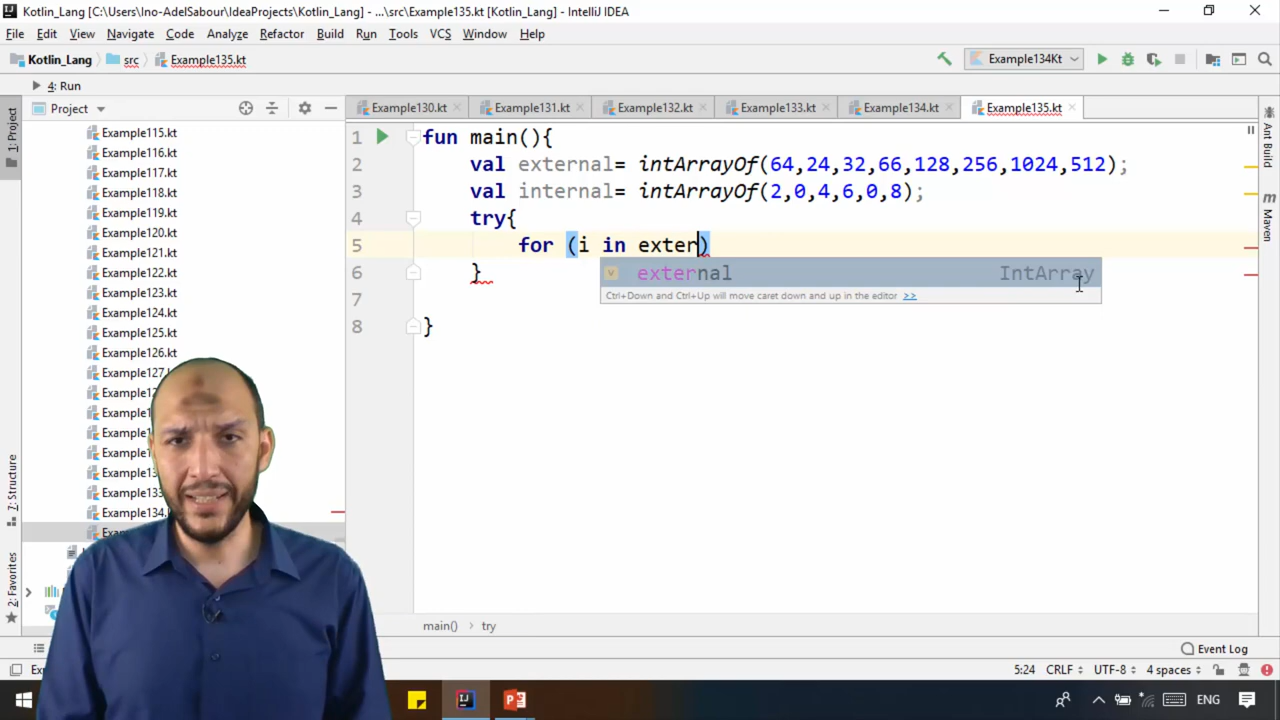 Kotlin_Lang [C:\Users\Ino-AdelSabour\IdeaProjects\Kotlin_Lang] - ...\src\Example135.kt [Kotlin_Lang] - IntelliJ IDEA
File Edit View Navigate Code Analyze Refactor Build Run Tools VCS Window Help
Kotlin_Lang src Example135.kt Example134Kt
4: Run
Project Example130.kt Example131.kt Example132.kt Example133.kt Example134.kt Example135.kt
1: Project
7: Structure
2: Favorites
Example115.kt
Example116.kt
Example117.kt
Example118.kt
Example119.kt
Example120.kt
Example121.kt
Example122.kt
Example123.kt
Example124.kt
Example125.kt
Example126.kt
Example127.k
Example12
Example1
Example1
Example1
Example13
Example133
Example134.
1 fun main(){
2 val external= intArrayOf(64,24,32,66,128,256,1024,512);
3 val internal= intArrayOf(2,0,4,6,0,8);
4 try{
5 for (i in exter)
6 }
7
8 }
v external IntArray
Ctrl+Down and Ctrl+Up will move caret down and up in the editor >>
Ant Build
m Maven
main() try
Event Log
5:24 CRLF UTF-8 4 spaces
ENG